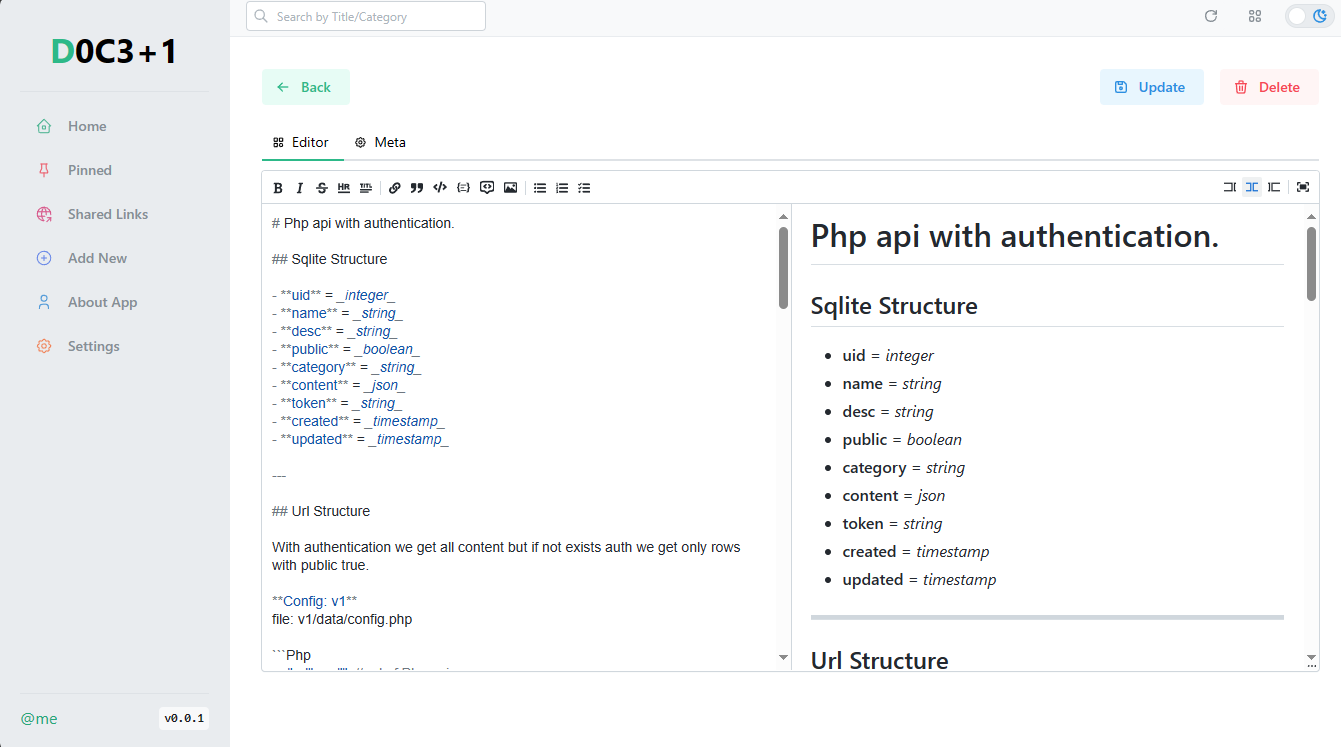 D0C3+1
Search by Title/Category
Home
Pinned
Shared Links
Add New
About App
Settings
@me
v0.0.1
Back
Update
Delete
Editor
Meta
B I S HR TITL
# Php api with authentication.
## Sqlite Structure
- **uid** = _integer_
- **name** = _string_
- **desc** = _string_
- **public** = _boolean_
- **category** = _string_
- **content** = _json_
- **token** = _string_
- **created** = _timestamp_
- **updated** = _timestamp_
---
## Url Structure
With authentication we get all content but if not exists auth we get only rows
with public true.
**Config: v1**
file: v1/data/config.php
```Php
Php api with authentication.
Sqlite Structure
• uid = integer
• name = string
• desc = string
• public = boolean
• category = string
• content = json
• token = string
• created = timestamp
• updated = timestamp
Url Structure